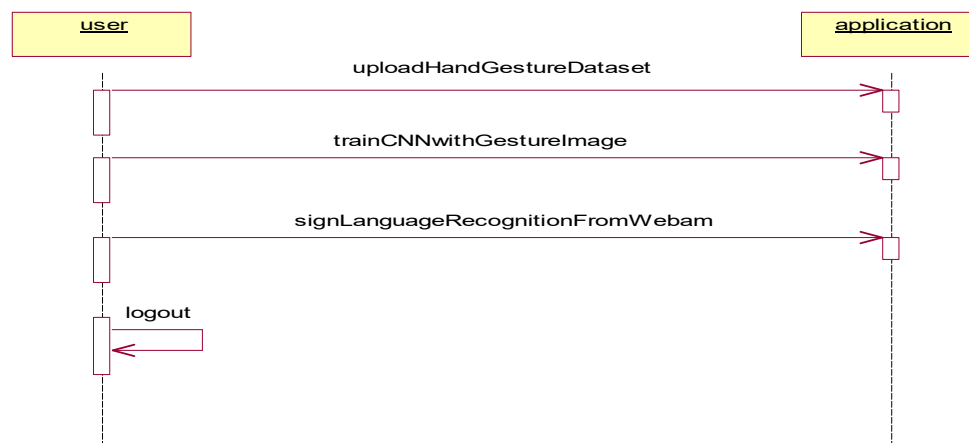 user
application
uploadHandGestureDataset
trainCNNwithGestureImage
signLanguageRecognitionFromWebam
logout